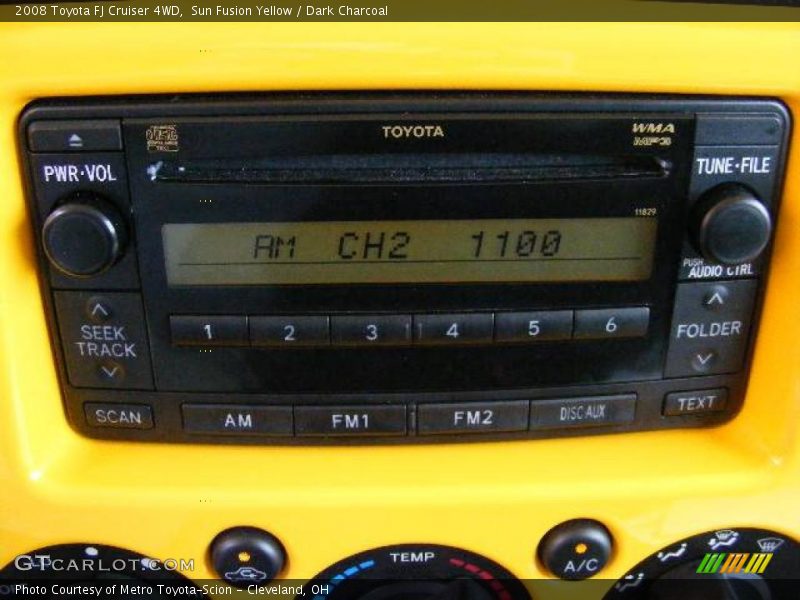 2008 Toyota FJ Cruiser 4WD, Sun Fusion Yellow / Dark Charcoal
TOYOTA
WMA
MP3
PWR·VOL
TUNE·FILE
11829
AM CH2 1100
PUSH
AUDIO CTRL
1 2 3 4 5 6
SEEK
TRACK
FOLDER
SCAN
AM
FM1
FM2
DISC·AUX
TEXT
TEMP
A/C
GTCARLOT.COM
Photo Courtesy of Metro Toyota-Scion - Cleveland, OH